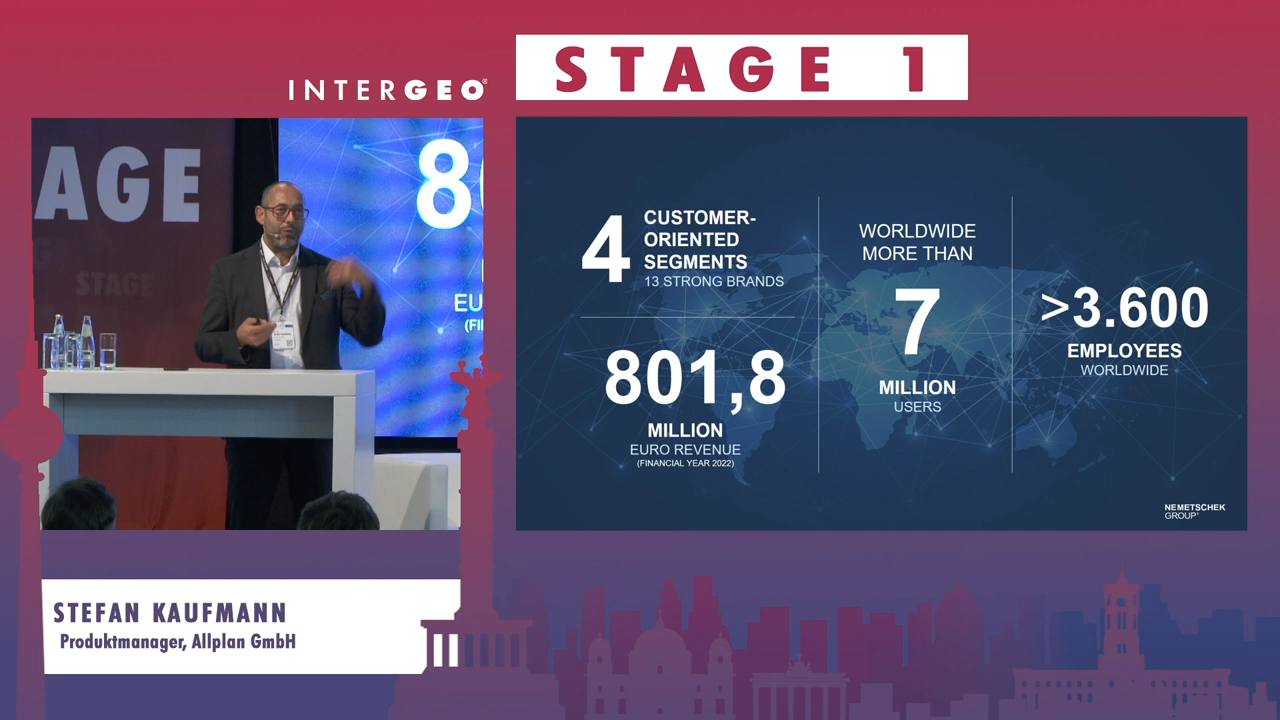 STAGE 1
INTERGEO®
AGE
STAGE
8
EU
4
CUSTOMER-
ORIENTED
SEGMENTS
13 STRONG BRANDS
801,8
MILLION
EURO REVENUE
(FINANCIAL YEAR 2022)
WORLDWIDE
MORE THAN
7
MILLION
USERS
>3.600
EMPLOYEES
WORLDWIDE
NEMETSCHEK
GROUP
STEFAN KAUFMANN
Produktmanager, Allplan GmbH